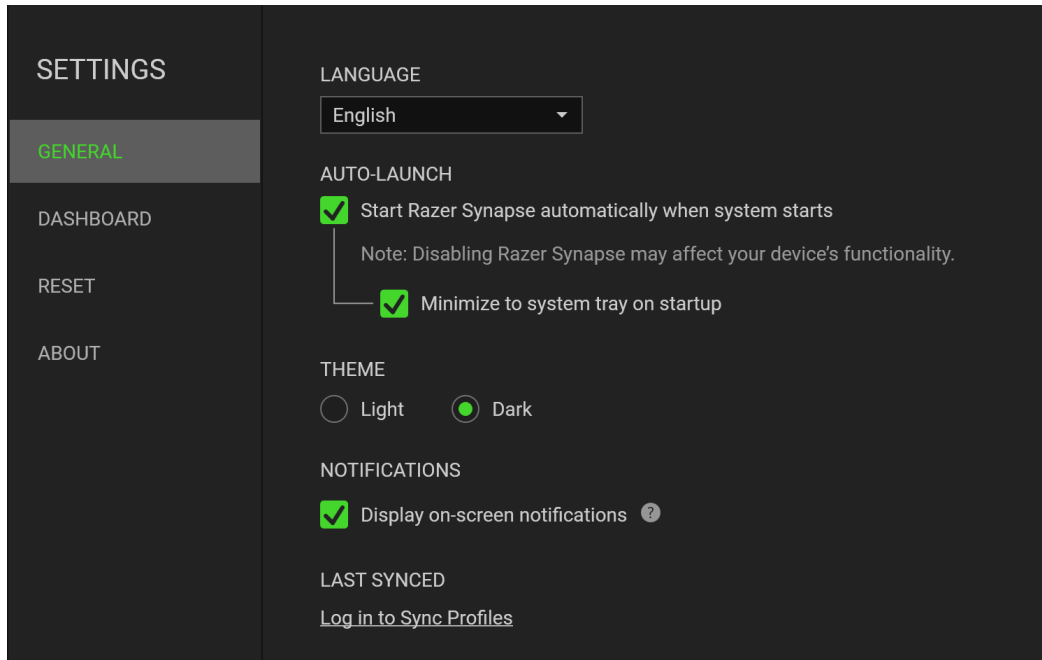 SETTINGS
GENERAL
DASHBOARD
RESET
ABOUT
LANGUAGE
English
AUTO-LAUNCH
Start Razer Synapse automatically when system starts
Note: Disabling Razer Synapse may affect your device’s functionality.
Minimize to system tray on startup
THEME
Light Dark
NOTIFICATIONS
Display on-screen notifications ?
LAST SYNCED
Log in to Sync Profiles